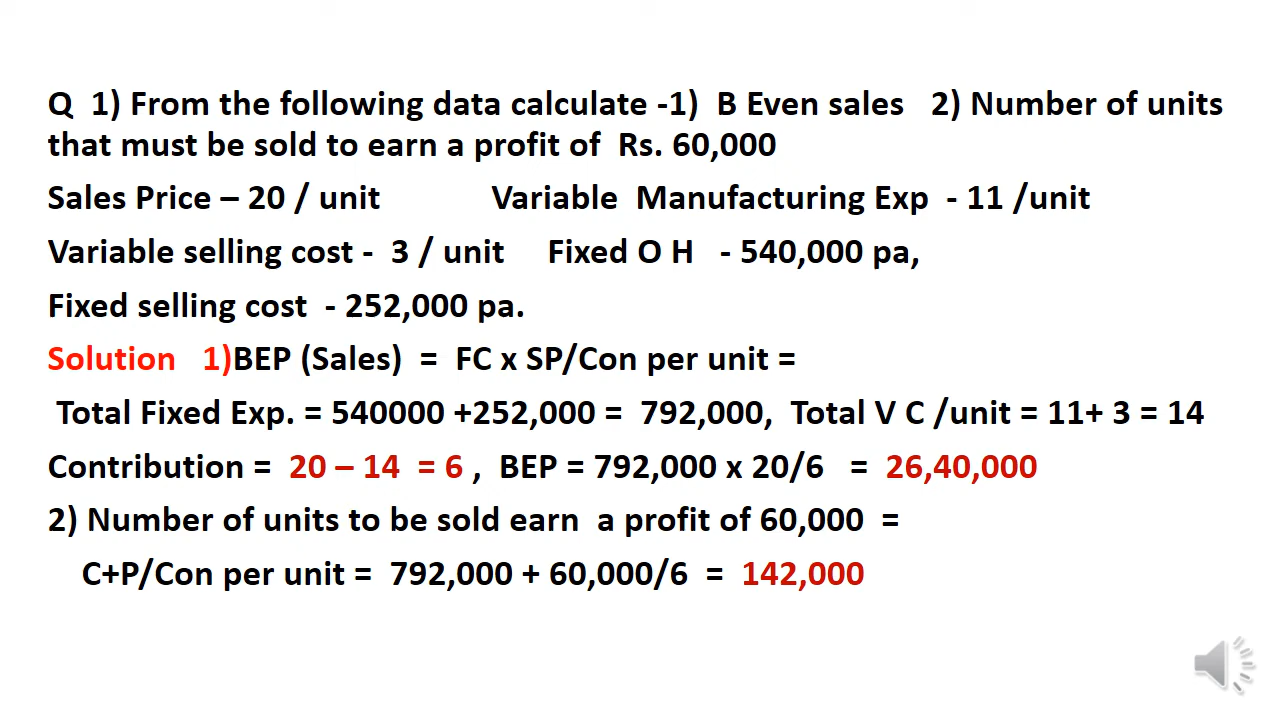 Q 1) From the following data calculate -1) B Even sales 2) Number of units
that must be sold to earn a profit of Rs. 60,000
Sales Price – 20 / unit Variable Manufacturing Exp - 11 /unit
Variable selling cost - 3 / unit Fixed O H - 540,000 pa,
Fixed selling cost - 252,000 pa.
Solution 1)BEP (Sales) = FC x SP/Con per unit =
Total Fixed Exp. = 540000 +252,000 = 792,000, Total V C /unit = 11+ 3 = 14
Contribution = 20 – 14 = 6 , BEP = 792,000 x 20/6 = 26,40,000
2) Number of units to be sold earn a profit of 60,000 =
C+P/Con per unit = 792,000 + 60,000/6 = 142,000